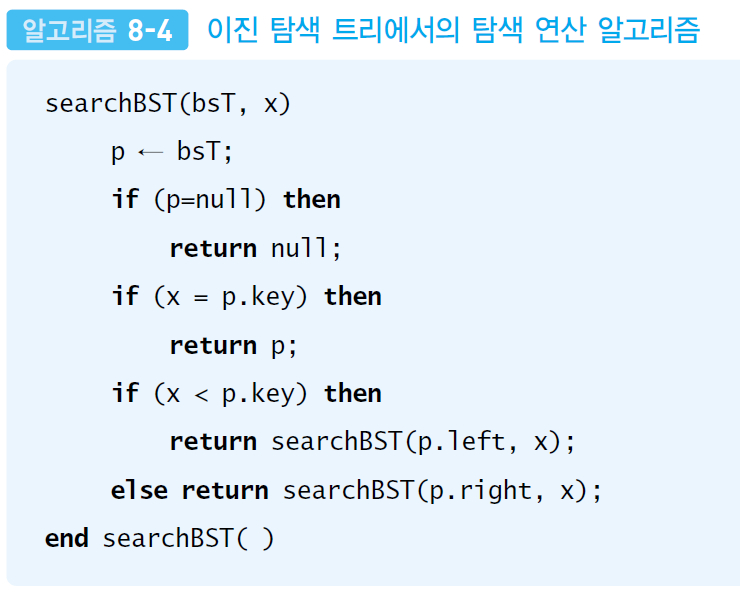 알고리즘 8-4 이진 탐색 트리에서의 탐색 연산 알고리즘
searchBST(bsT, x)
p ← bsT;
if (p=null) then
return null;
if (x = p.key) then
return p;
if (x < p.key) then
return searchBST(p.left, x);
else return searchBST(p.right, x);
end searchBST( )